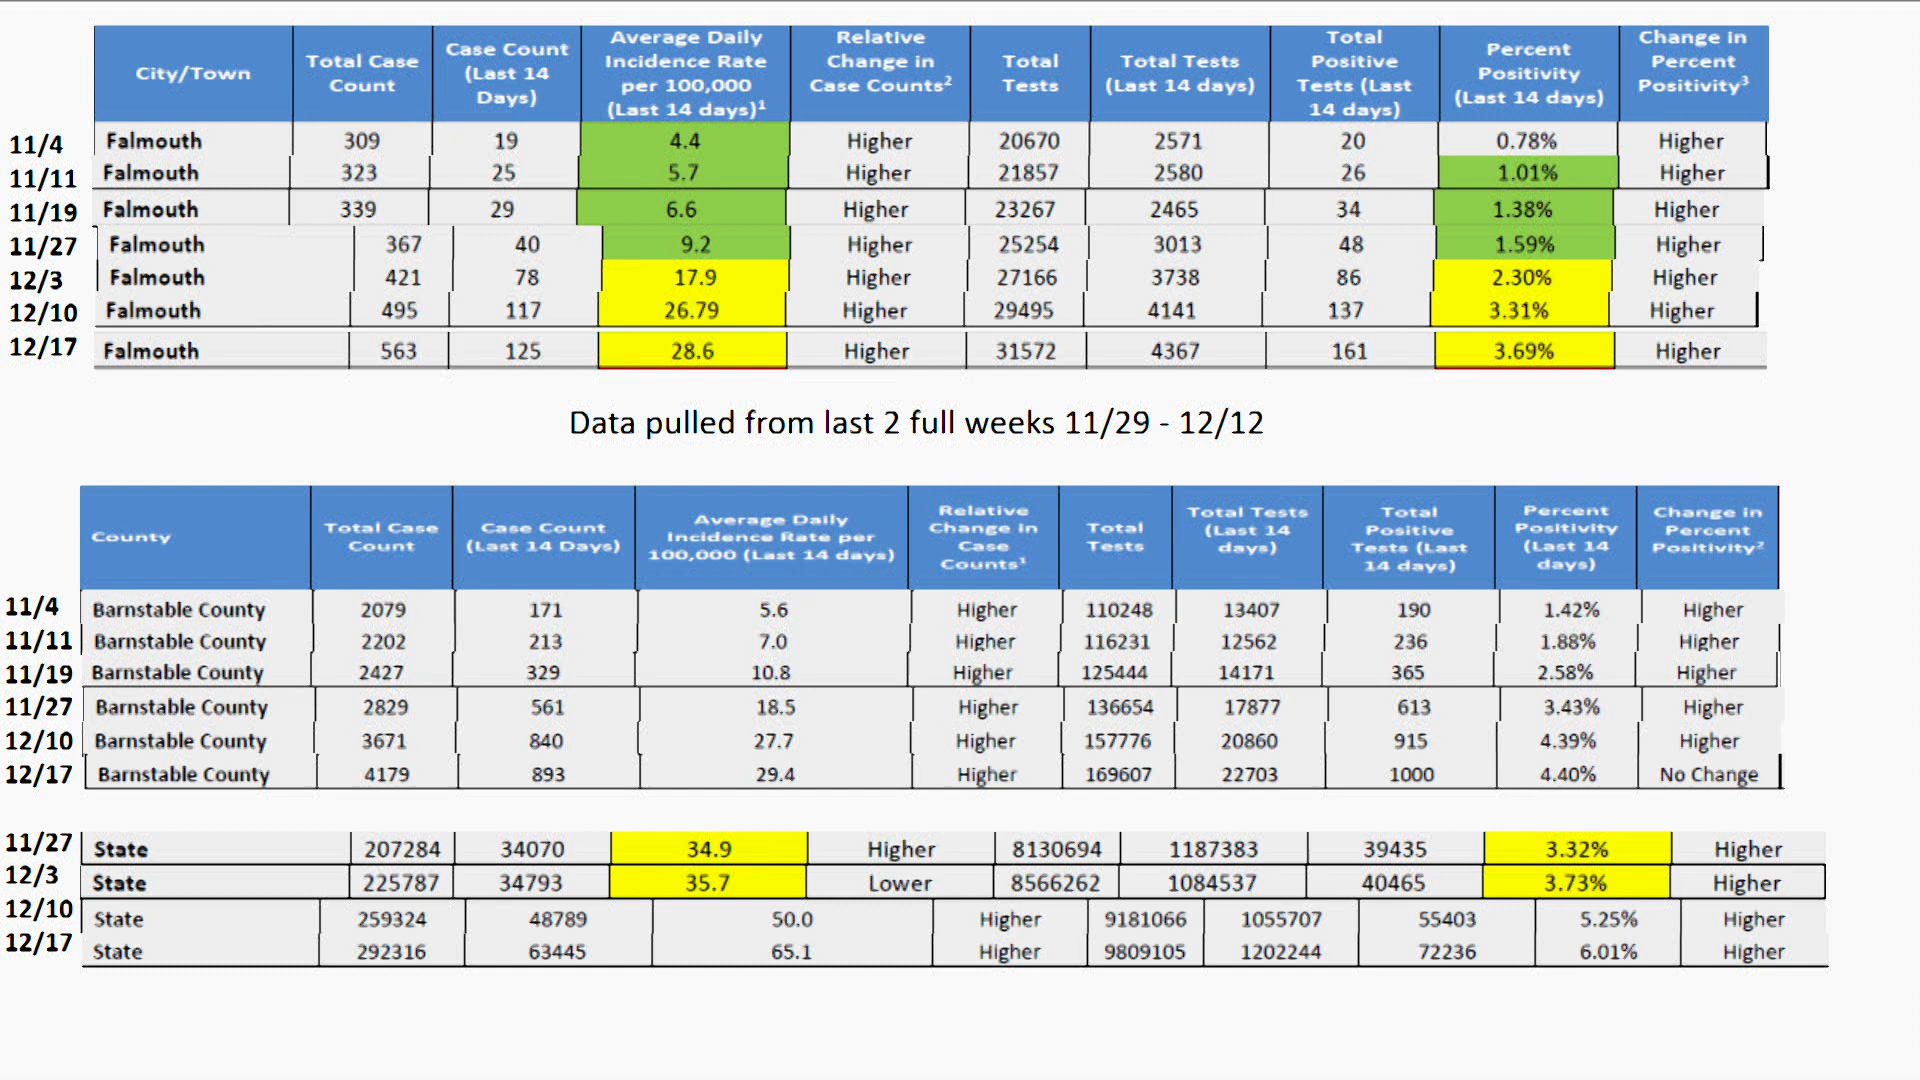 City/Town Total Case Count Case Count (Last 14 Days) Average Daily Incidence Rate per 100,000 (Last 14 days)¹ Relative Change in Case Counts² Total Tests Total Tests (Last 14 days) Total Positive Tests (Last 14 days) Percent Positivity (Last 14 days) Change in Percent Positivity³
11/4 Falmouth 309 19 4.4 Higher 20670 2571 20 0.78% Higher
11/11 Falmouth 323 25 5.7 Higher 21857 2580 26 1.01% Higher
11/19 Falmouth 339 29 6.6 Higher 23267 2465 34 1.38% Higher
11/27 Falmouth 367 40 9.2 Higher 25254 3013 48 1.59% Higher
12/3 Falmouth 421 78 17.9 Higher 27166 3738 86 2.30% Higher
12/10 Falmouth 495 117 26.79 Higher 29495 4141 137 3.31% Higher
12/17 Falmouth 563 125 28.6 Higher 31572 4367 161 3.69% Higher
Data pulled from last 2 full weeks 11/29 - 12/12
County Total Case Count Case Count (Last 14 Days) Average Daily Incidence Rate per 100,000 (Last 14 days) Relative Change in Case Counts¹ Total Tests Total Tests (Last 14 days) Total Positive Tests (Last 14 days) Percent Positivity (Last 14 days) Change in Percent Positivity²
11/4 Barnstable County 2079 171 5.6 Higher 110248 13407 190 1.42% Higher
11/11 Barnstable County 2202 213 7.0 Higher 116231 12562 236 1.88% Higher
11/19 Barnstable County 2427 329 10.8 Higher 125444 14171 365 2.58% Higher
11/27 Barnstable County 2829 561 18.5 Higher 136654 17877 613 3.43% Higher
12/10 Barnstable County 3671 840 27.7 Higher 157776 20860 915 4.39% Higher
12/17 Barnstable County 4179 893 29.4 Higher 169607 22703 1000 4.40% No Change
11/27 State 207284 34070 34.9 Higher 8130694 1187383 39435 3.32% Higher
12/3 State 225787 34793 35.7 Lower 8566262 1084537 40465 3.73% Higher
12/10 State 259324 48789 50.0 Higher 9181066 1055707 55403 5.25% Higher
12/17 State 292316 63445 65.1 Higher 9809105 1202244 72236 6.01% Higher